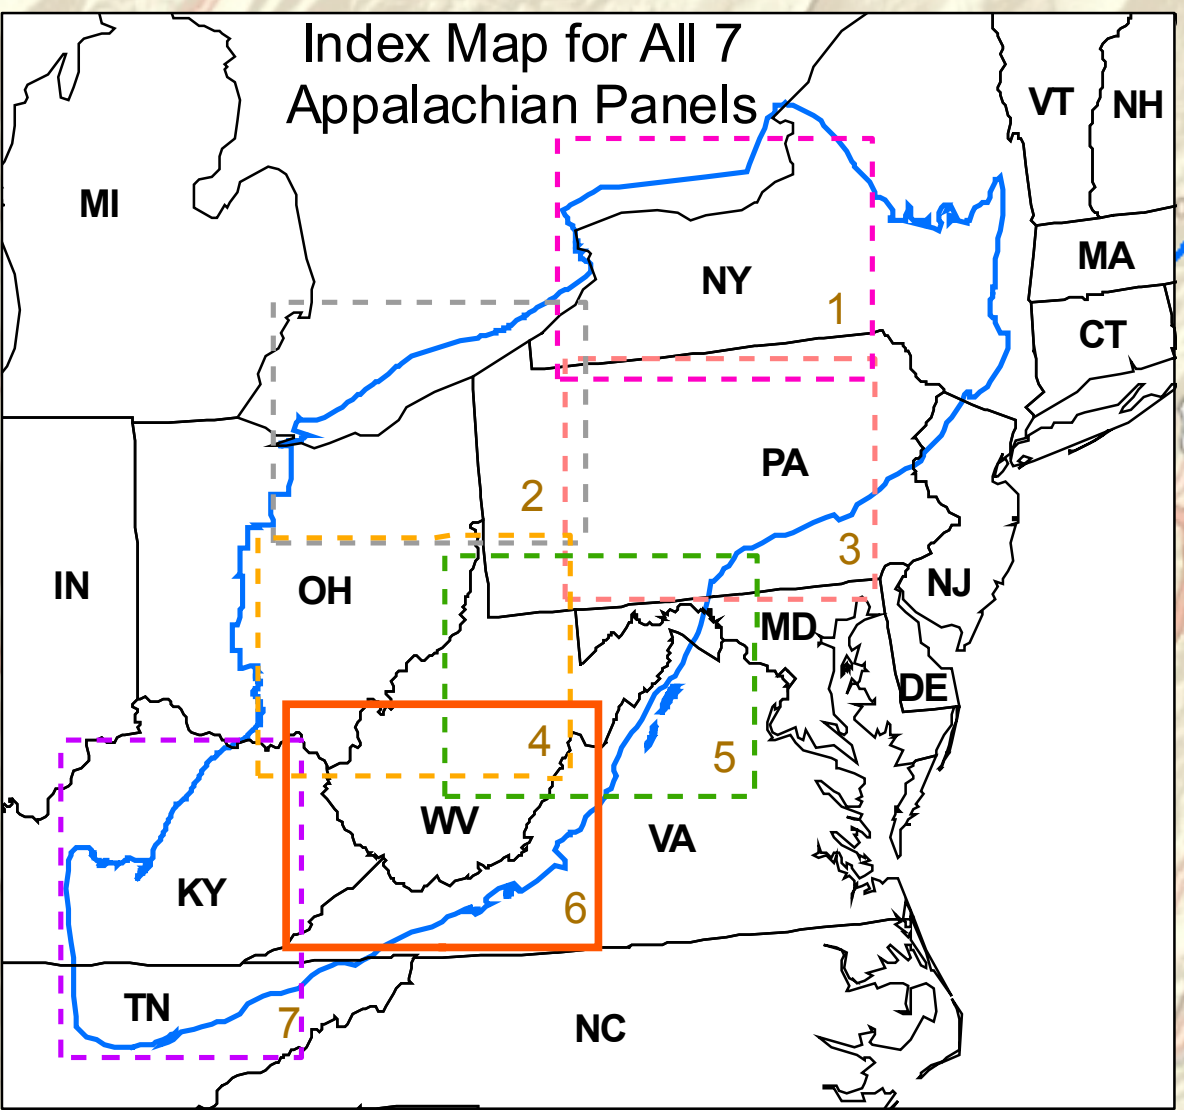 Index Map for All 7
Appalachian Panels
VT
NH
MI
MA
NY
1
CT
PA
2
3
IN
OH
NJ
MD
DE
4
5
WV
VA
KY
6
TN
7
NC